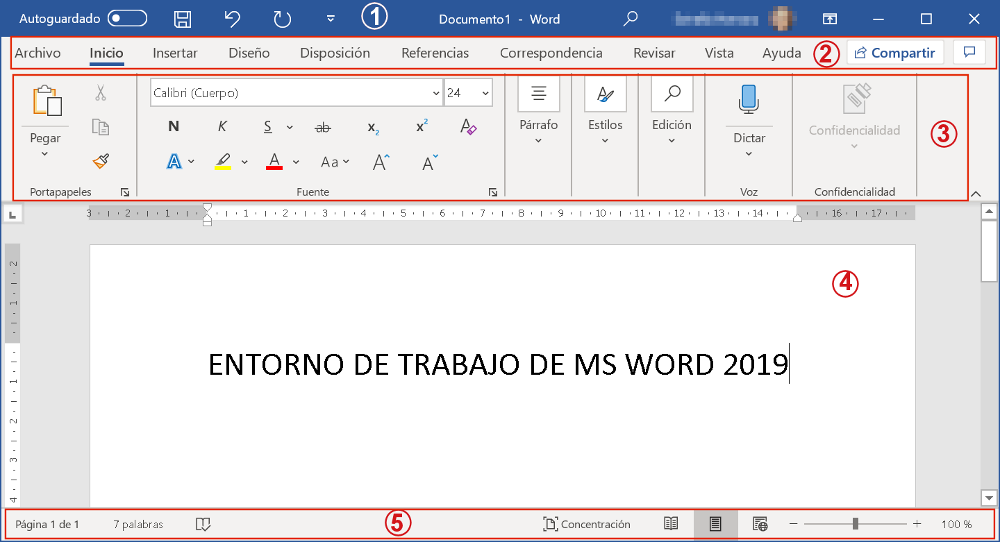 Autoguardado ① Documento1 - Word
Archivo Inicio Insertar Diseño Disposición Referencias Correspondencia Revisar Vista Ayuda ② Compartir
Calibri (Cuerpo) 24
N K S ab x₂ x² A
Pegar Párrafo Estilos Edición Dictar Confidencialidad ③
A A Aa A A
Portapapeles Fuente Voz Confidencialidad
3 2 1 1 2 3 4 5 6 7 8 9 10 11 12 13 14 16 17
2
1
④
ENTORNO DE TRABAJO DE MS WORD 2019
1
2
3
4
Página 1 de 1 7 palabras ⑤ Concentración 100 %